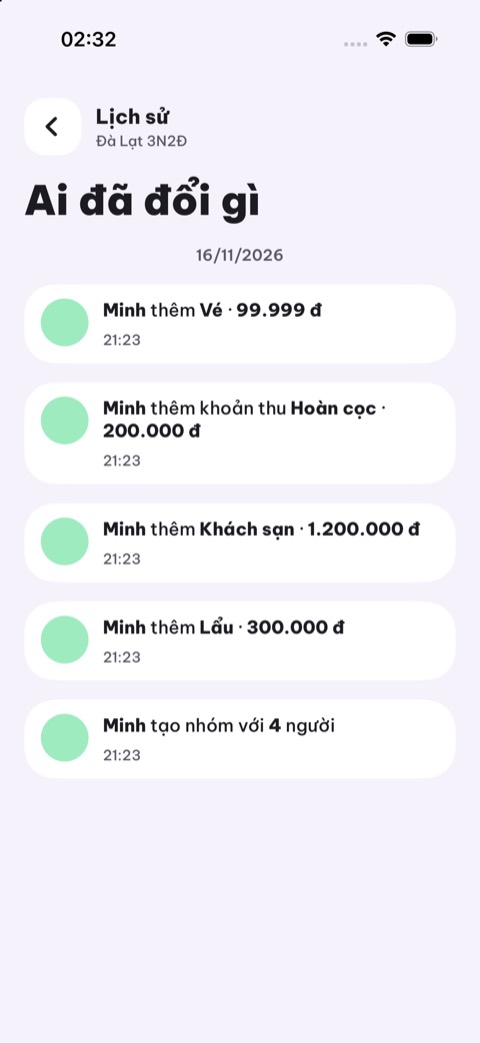 02:32
Lịch sử
Đà Lạt 3N2Đ
Ai đã đổi gì
16/11/2026
Minh thêm Vé · 99.999 đ
21:23
Minh thêm khoản thu Hoàn cọc ·
200.000 đ
21:23
Minh thêm Khách sạn · 1.200.000 đ
21:23
Minh thêm Lẩu · 300.000 đ
21:23
Minh tạo nhóm với 4 người
21:23